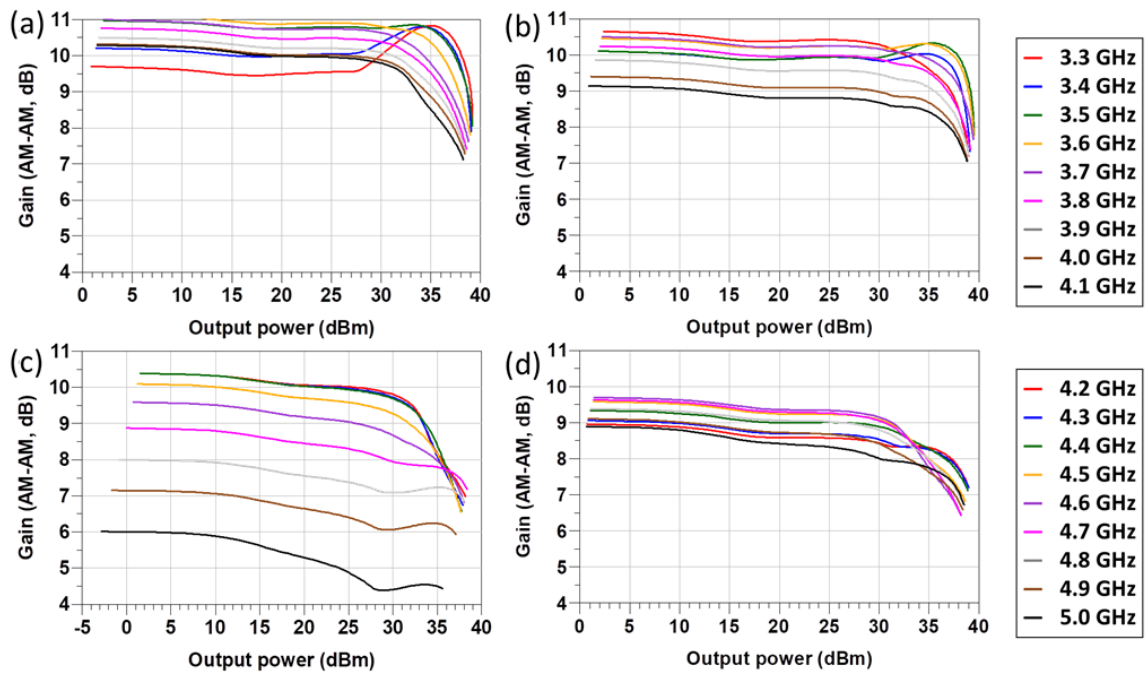 (a)
Gain (AM-AM, dB)
11
10
9
8
7
6
5
4
0 5 10 15 20 25 30 35 40
Output power (dBm)
(b)
Gain (AM-AM, dB)
11
10
9
8
7
6
5
4
0 5 10 15 20 25 30 35 40
Output power (dBm)
3.3 GHz
3.4 GHz
3.5 GHz
3.6 GHz
3.7 GHz
3.8 GHz
3.9 GHz
4.0 GHz
4.1 GHz
(c)
Gain (AM-AM, dB)
11
10
9
8
7
6
5
4
-5 0 5 10 15 20 25 30 35 40
Output power (dBm)
(d)
Gain (AM-AM, dB)
11
10
9
8
7
6
5
4
0 5 10 15 20 25 30 35 40
Output power (dBm)
4.2 GHz
4.3 GHz
4.4 GHz
4.5 GHz
4.6 GHz
4.7 GHz
4.8 GHz
4.9 GHz
5.0 GHz